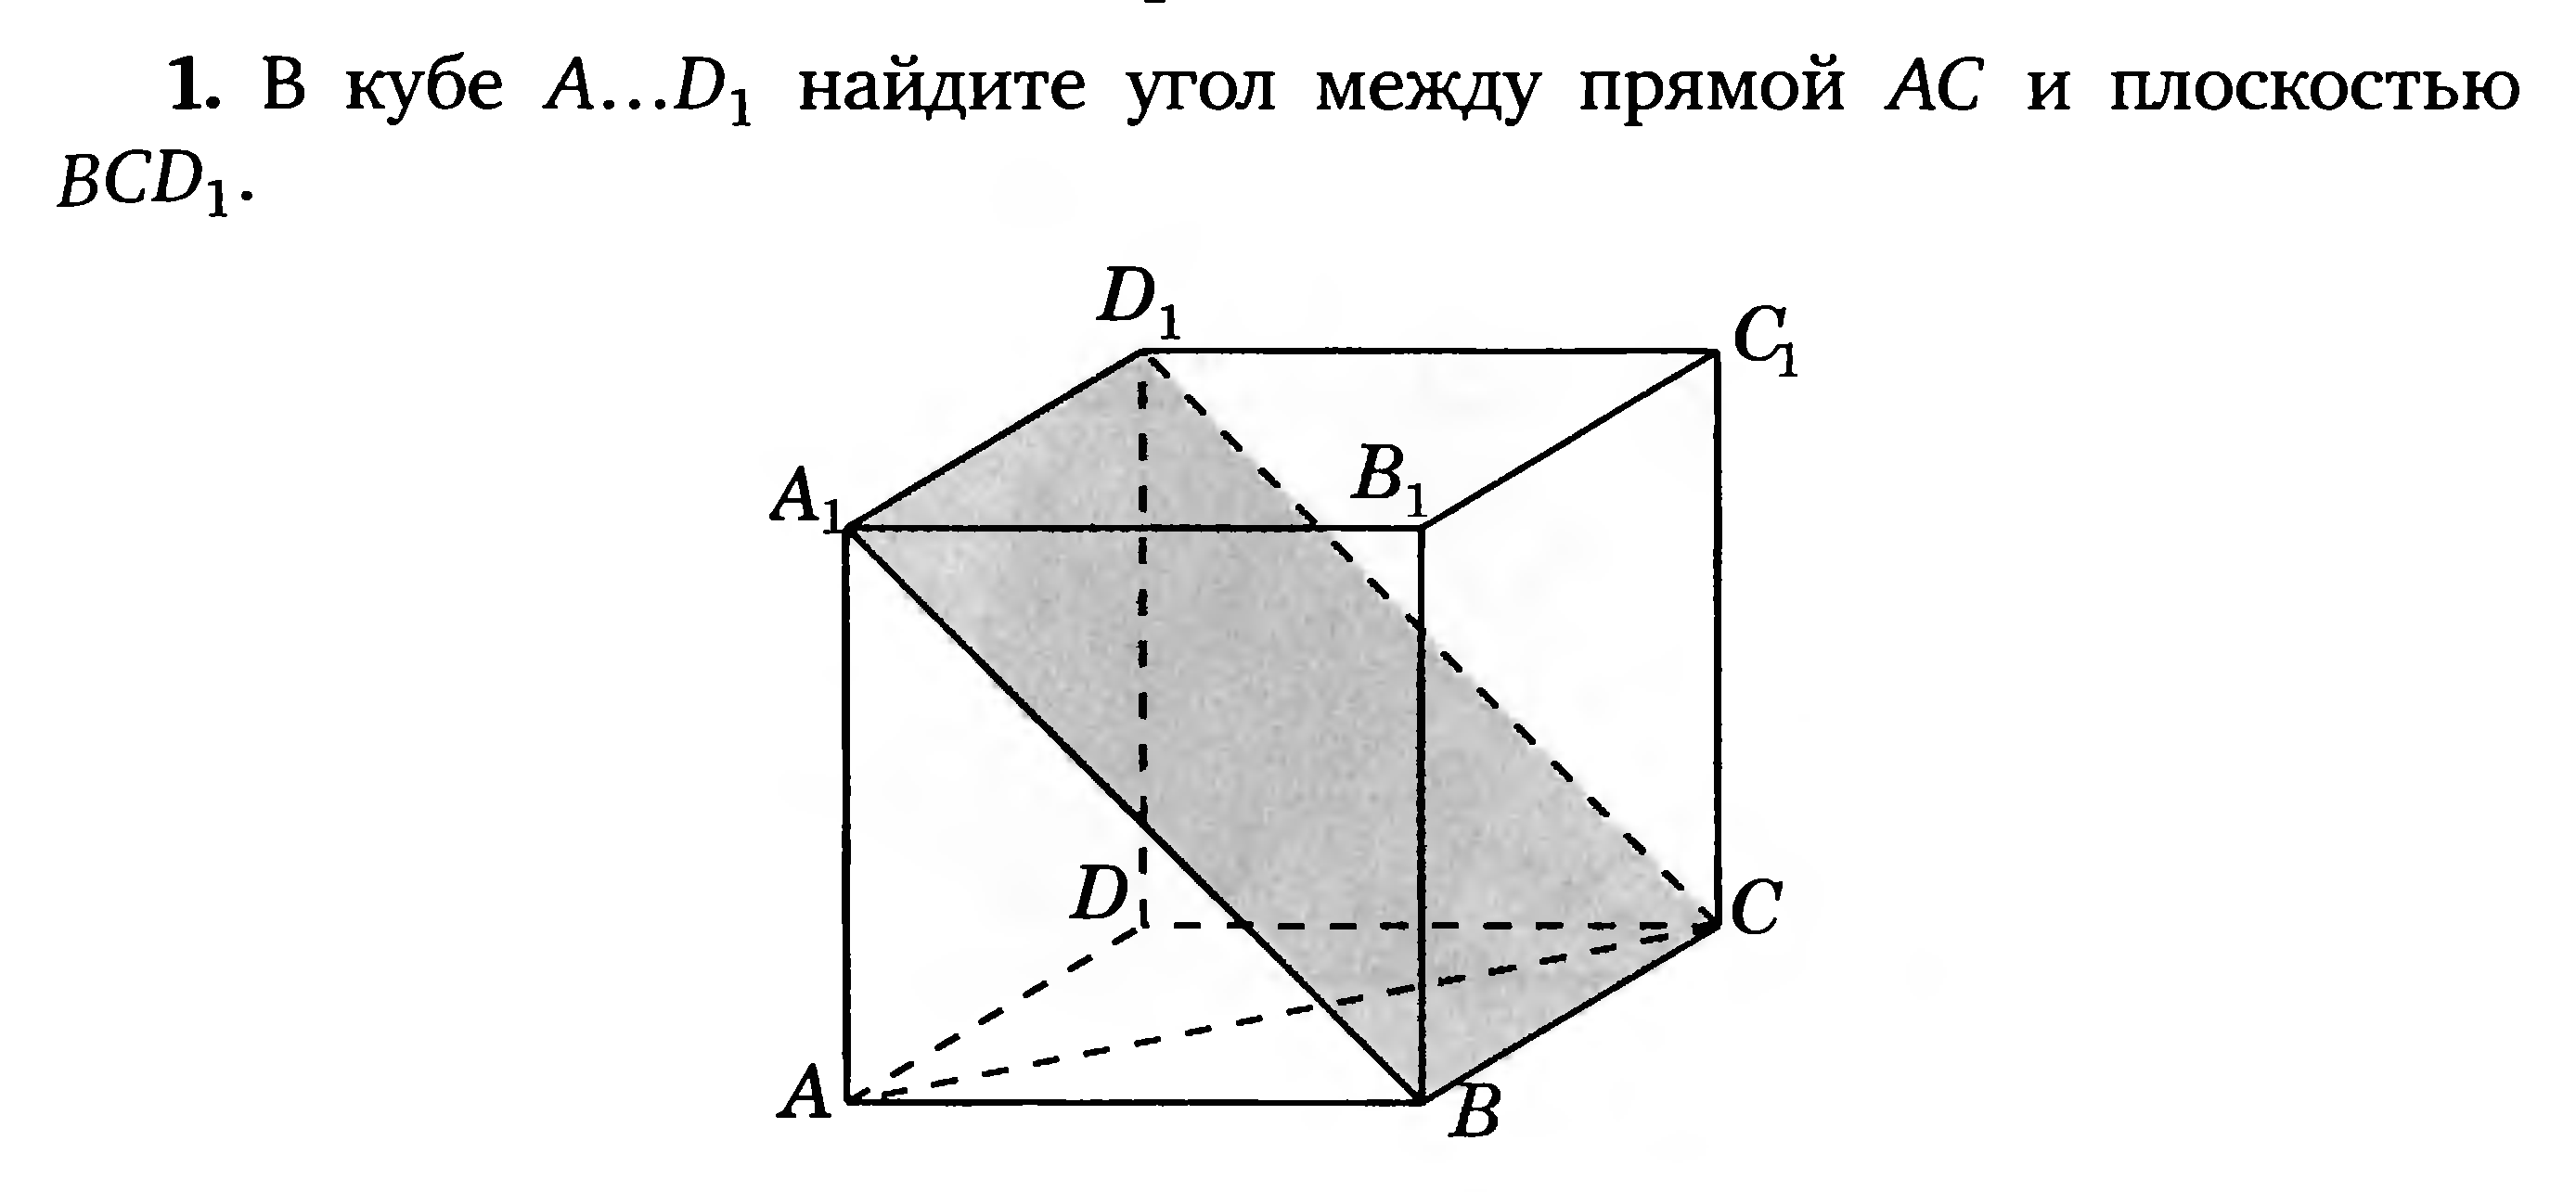 1. В кубе A...D₁ найдите угол между прямой AC и плоскостью
BCD₁.
D₁
C₁
A₁
B₁
D
C
A
B